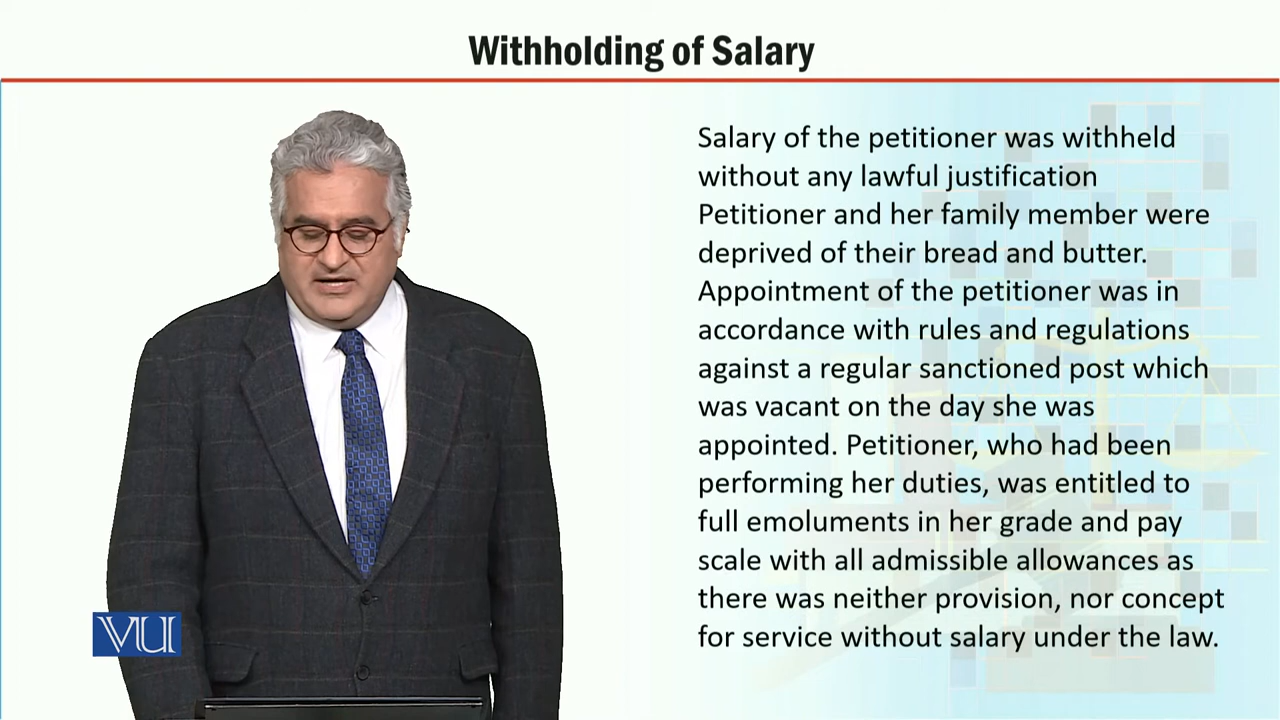 Withholding of Salary
Salary of the petitioner was withheld
without any lawful justification
Petitioner and her family member were
deprived of their bread and butter.
Appointment of the petitioner was in
accordance with rules and regulations
against a regular sanctioned post which
was vacant on the day she was
appointed. Petitioner, who had been
performing her duties, was entitled to
full emoluments in her grade and pay
scale with all admissible allowances as
there was neither provision, nor concept
for service without salary under the law.
VU